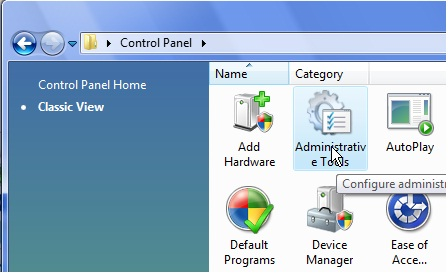 Control Panel
Name
Category
Control Panel Home
Classic View
Add
Hardware
Administrativ
e Tools
AutoPlay
Configure administr
Default
Programs
Device
Manager
Ease of
Acce...